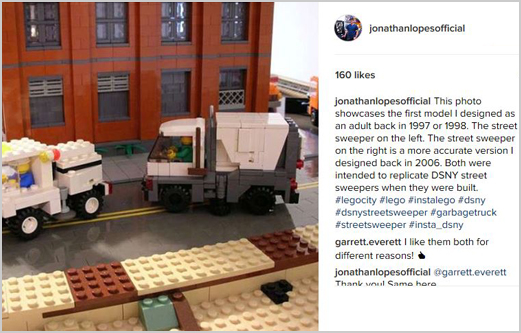 jonathanlopesofficial
160 likes
jonathanlopesofficial This photo
showcases the first model I designed as
an adult back in 1997 or 1998. The street
sweeper on the left. The street sweeper
on the right is a more accurate version I
designed back in 2006. Both were
intended to replicate DSNY street
sweepers when they were built.
#legocity #lego #instalego #dsny
#dsnystreetsweeper #garbagetruck
#streetsweeper #insta_dsny
garrett.everett I like them both for
different reasons!
jonathanlopesofficial @garrett.everett
Thank you! Same here